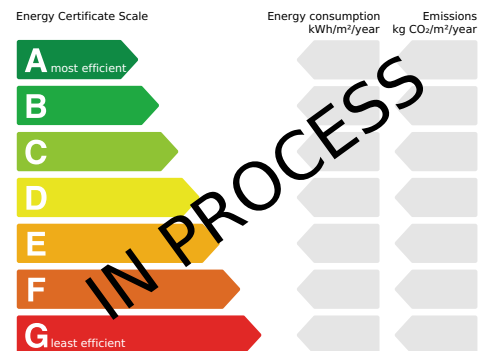 Energy Certificate Scale
Energy consumption
kWh/m²/year
Emissions
kg CO₂/m²/year
A most efficient
B
C
D
E
F
G least efficient
IN PROCESS